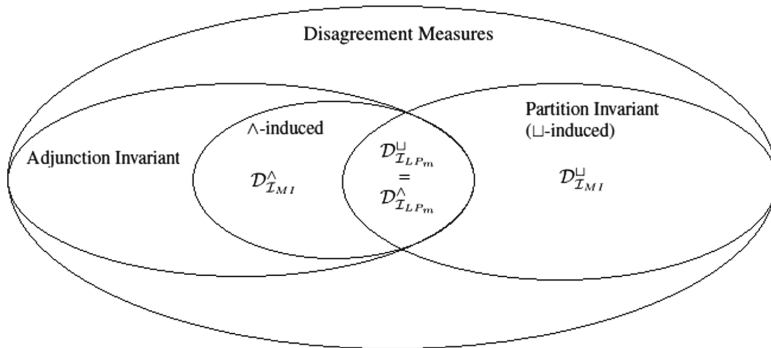 Disagreement Measures
Partition Invariant
(⊔-induced)
∧-induced
Adjunction Invariant
𝒟^⊔_{ℐ_{LP_m}}
=
𝒟^∧_{ℐ_{LP_m}}
𝒟^∧_{ℐ_{MI}}
𝒟^⊔_{ℐ_{MI}}